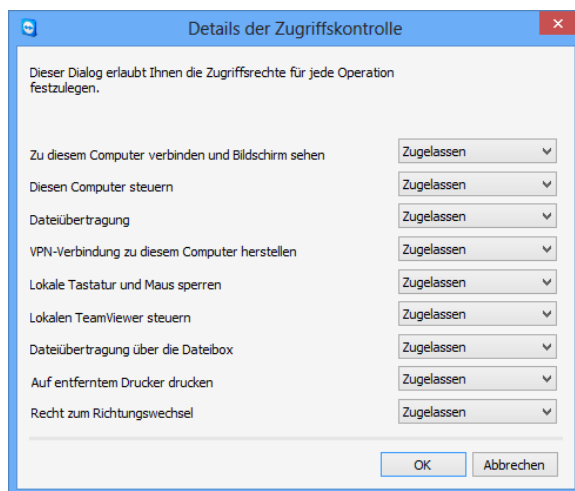 Details der Zugriffskontrolle
Dieser Dialog erlaubt Ihnen die Zugriffsrechte für jede Operation
festzulegen.
Zu diesem Computer verbinden und Bildschirm sehen Zugelassen
Diesen Computer steuern Zugelassen
Dateiübertragung Zugelassen
VPN-Verbindung zu diesem Computer herstellen Zugelassen
Lokale Tastatur und Maus sperren Zugelassen
Lokalen TeamViewer steuern Zugelassen
Dateiübertragung über die Dateibox Zugelassen
Auf entferntem Drucker drucken Zugelassen
Recht zum Richtungswechsel Zugelassen
OK Abbrechen